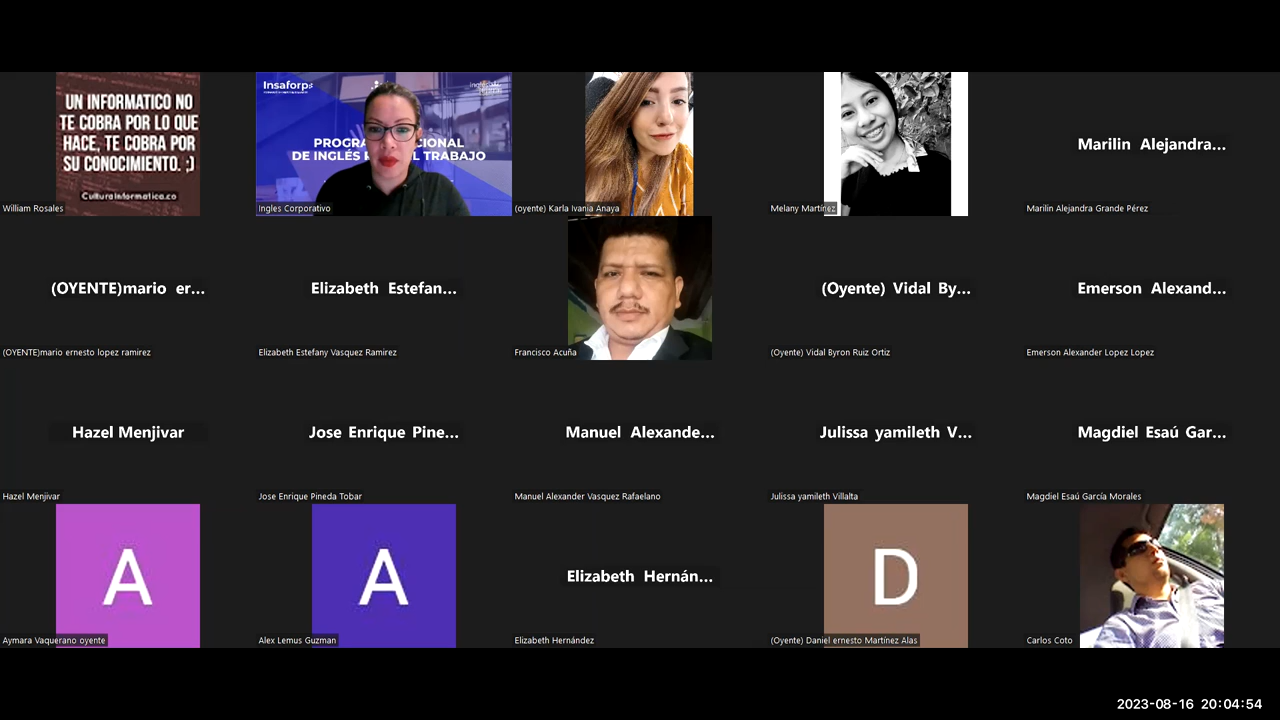 UN INFORMATICO NO
TE COBRA POR LO QUE
HACE, TE COBRA POR
SU CONOCIMIENTO. ;)
CulturaInformatica.co
William Rosales
Insaforp
PROGRA CIONAL
DE INGLÉS L TRABAJO
Ingles Corporativo
(oyente) Karla Ivania Anaya
Melany Martínez
Marilin Alejandra...
Marilin Alejandra Grande Pérez
(OYENTE)mario er...
(OYENTE)mario ernesto lopez ramirez
Elizabeth Estefan...
Elizabeth Estefany Vasquez Ramirez
Francisco Acuña
(Oyente) Vidal By...
(Oyente) Vidal Byron Ruiz Ortiz
Emerson Alexand...
Emerson Alexander Lopez Lopez
Hazel Menjivar
Hazel Menjivar
Jose Enrique Pine...
Jose Enrique Pineda Tobar
Manuel Alexande...
Manuel Alexander Vasquez Rafaelano
Julissa yamileth V...
Julissa yamileth Villalta
Magdiel Esaú Gar...
Magdiel Esaú García Morales
A
Aymara Vaquerano oyente
A
Alex Lemus Guzman
Elizabeth Hernán...
Elizabeth Hernández
D
(Oyente) Daniel ernesto Martínez Alas
Carlos Coto
2023-08-16 20:04:54